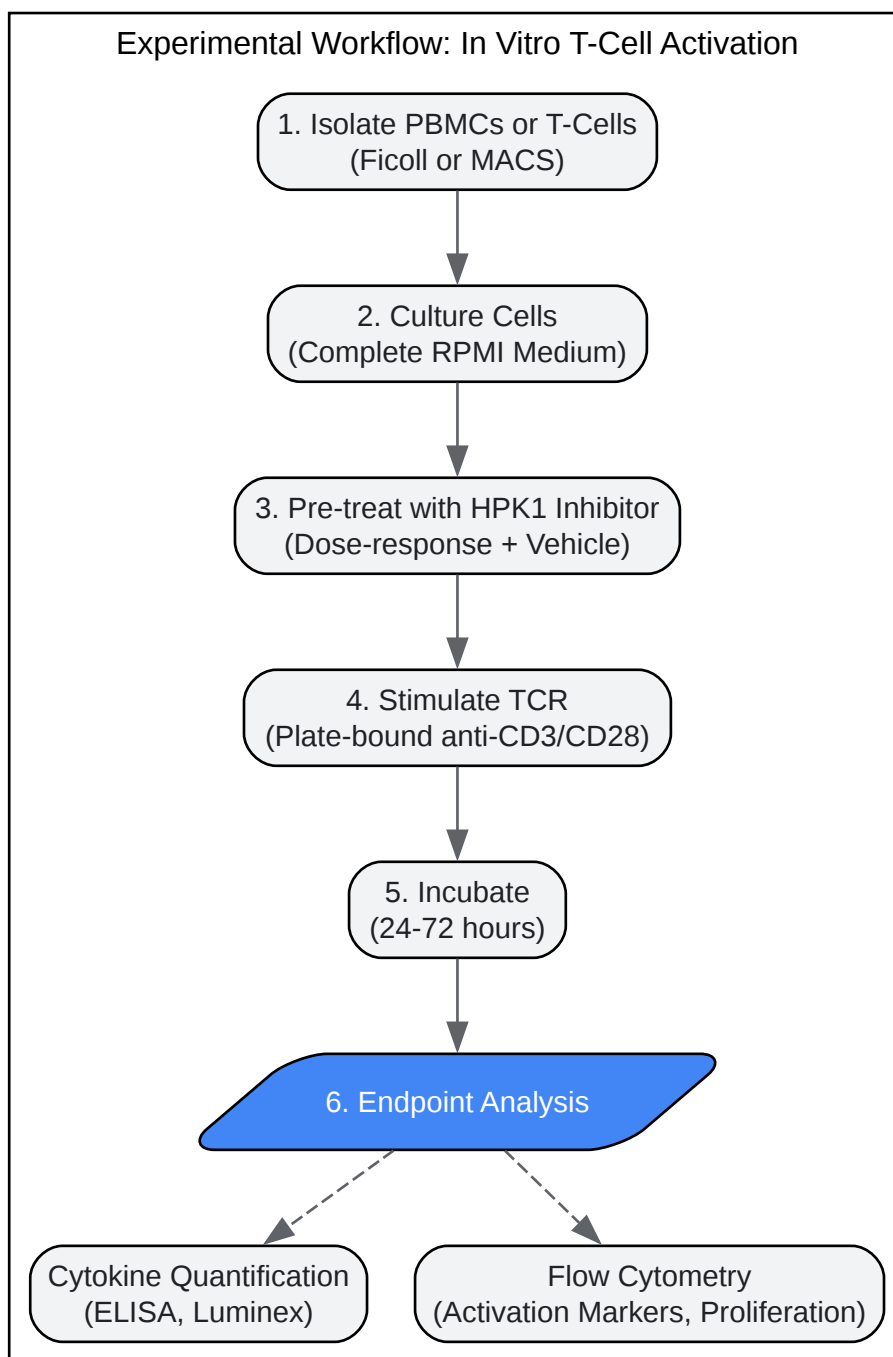 Experimental Workflow: In Vitro T-Cell Activation
1. Isolate PBMCs or T-Cells
(Ficoll or MACS)
2. Culture Cells
(Complete RPMI Medium)
3. Pre-treat with HPK1 Inhibitor
(Dose-response + Vehicle)
4. Stimulate TCR
(Plate-bound anti-CD3/CD28)
5. Incubate
(24-72 hours)
6. Endpoint Analysis
Cytokine Quantification
(ELISA, Luminex)
Flow Cytometry
(Activation Markers, Proliferation)